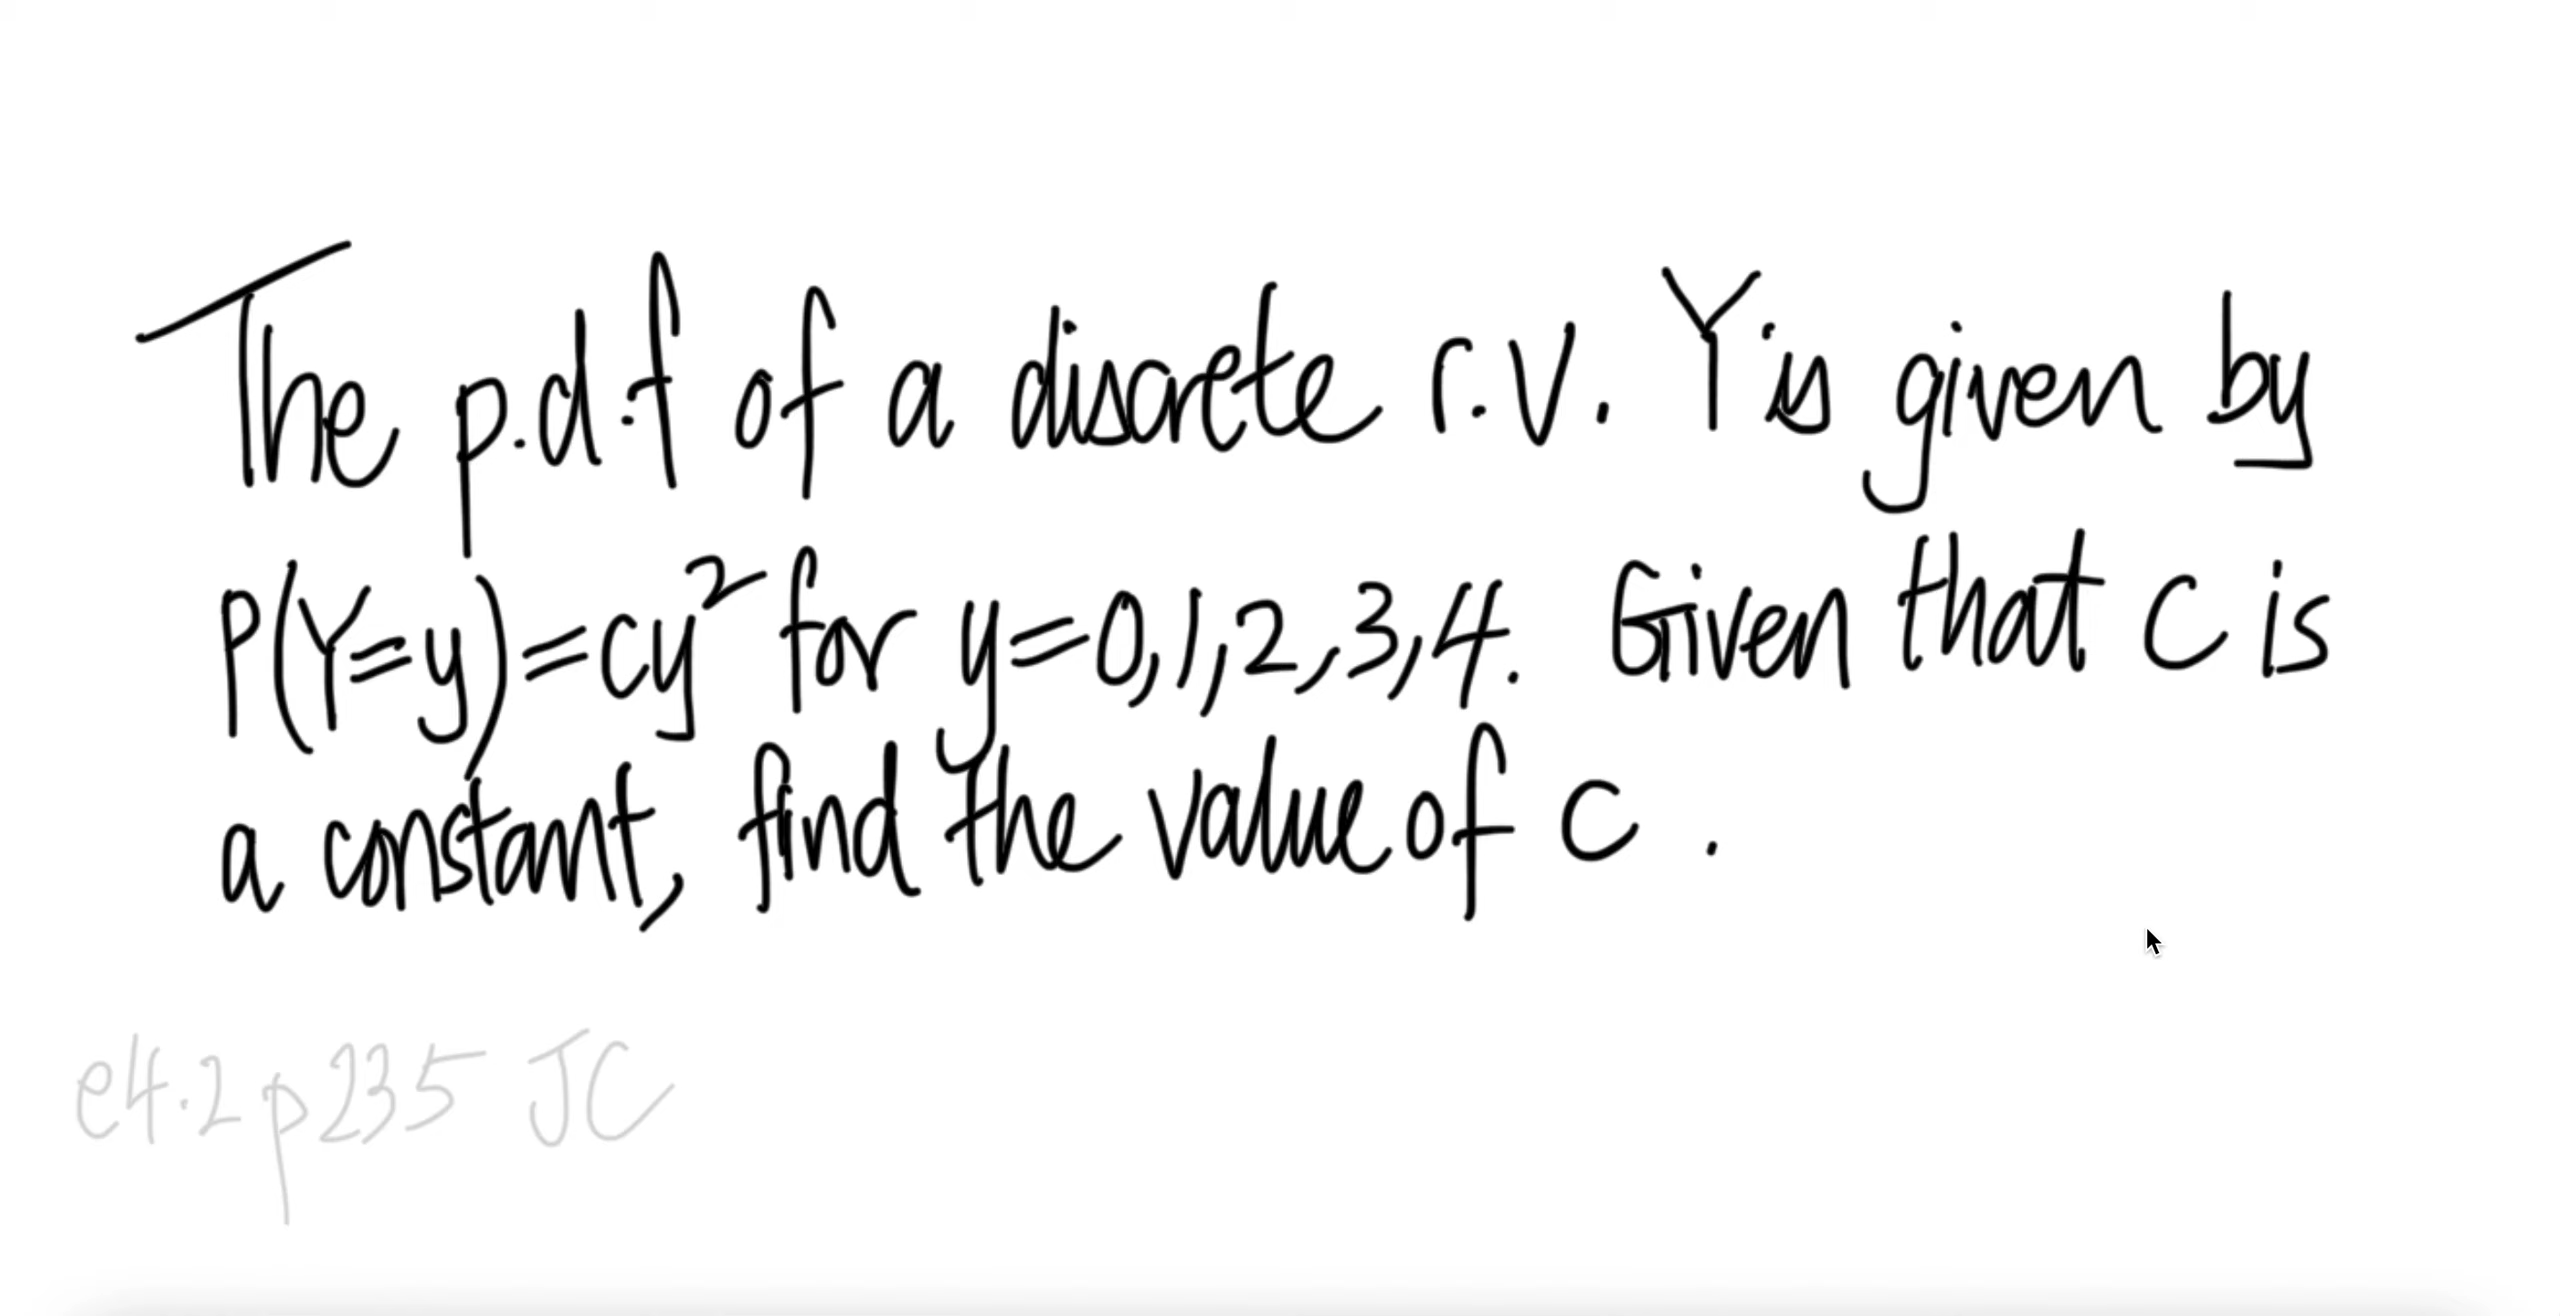 The p.d.f of a discrete r.v. Y is given by
P(Y=y)=cy² for y=0,1,2,3,4. Given that c is
a constant, find the value of c .
e4.2 p235 JC